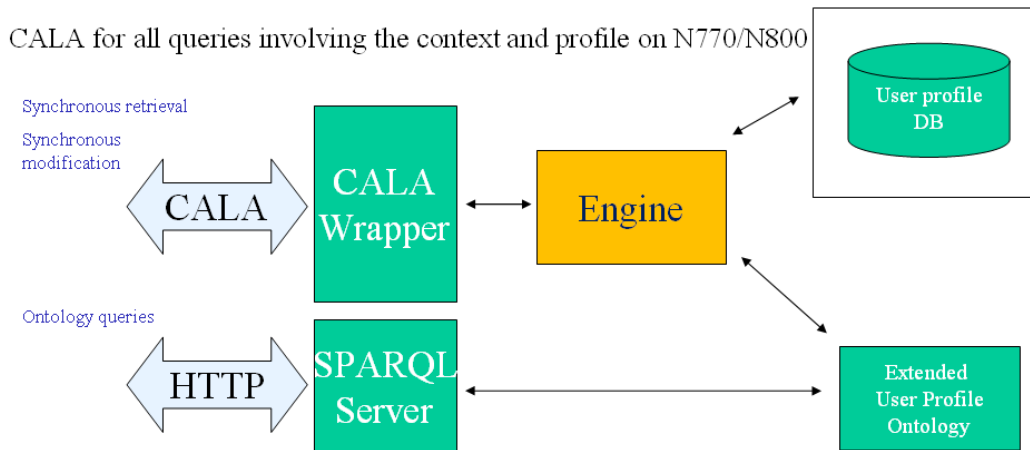 CALA for all queries involving the context and profile on N770/N800
User profile
DB
Synchronous retrieval
Synchronous
modification
CALA
CALA
Wrapper
Engine
Ontology queries
HTTP
SPARQL
Server
Extended
User Profile
Ontology